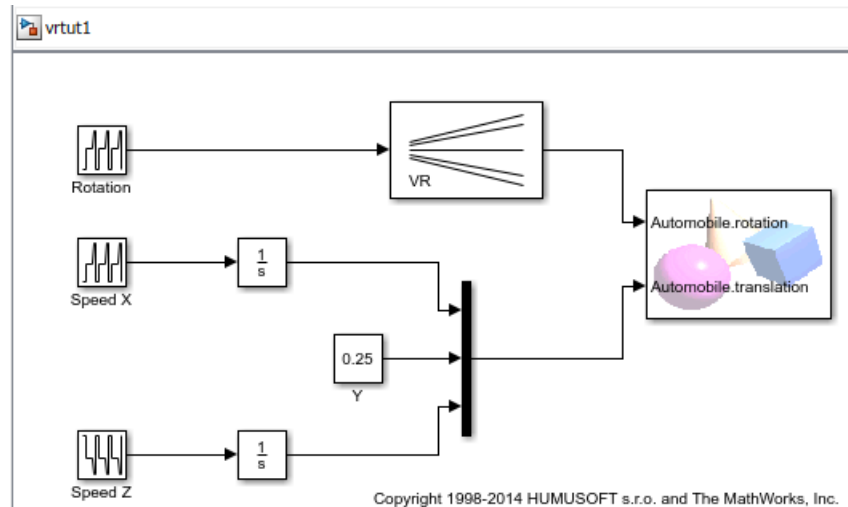 vrtut1
VR
Rotation
Automobile.rotation
1
s
Speed X
Automobile.translation
0.25
Y
1
s
Speed Z
Copyright 1998-2014 HUMUSOFT s.r.o. and The MathWorks, Inc.